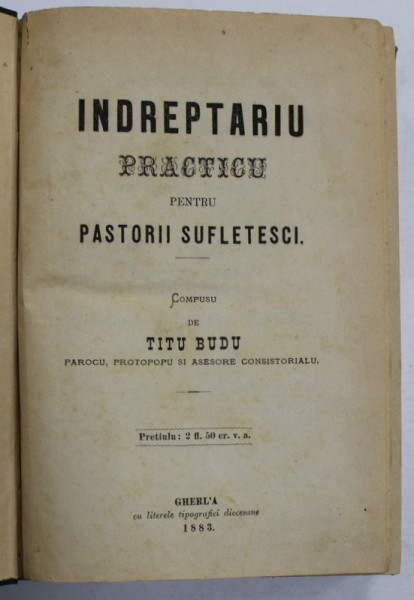 INDREPTARIU
PRACTICU
PENTRU
PASTORII SUFLETESCI.
COMPUSU
DE
TITU BUDU
PAROCU, PROTOPOPU SI ASESORE CONSISTORIALU.
Pretiulu: 2 fl. 50 cr. v. a.
GHERL'A
cu literele tipografiei diecesane
1883.